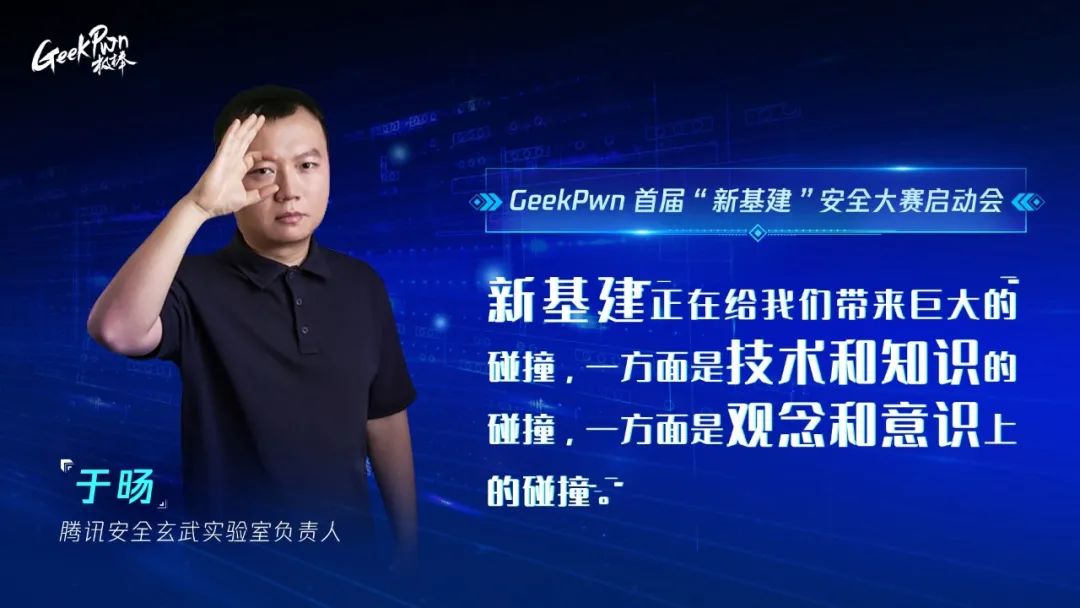 GeekPwn
极棒
GeekPwn 首届“新基建”安全大赛启动会
新基建正在给我们带来巨大的
碰撞,一方面是技术和知识的
碰撞,一方面是观念和意识上
的碰撞。
于旸
腾讯安全玄武实验室负责人